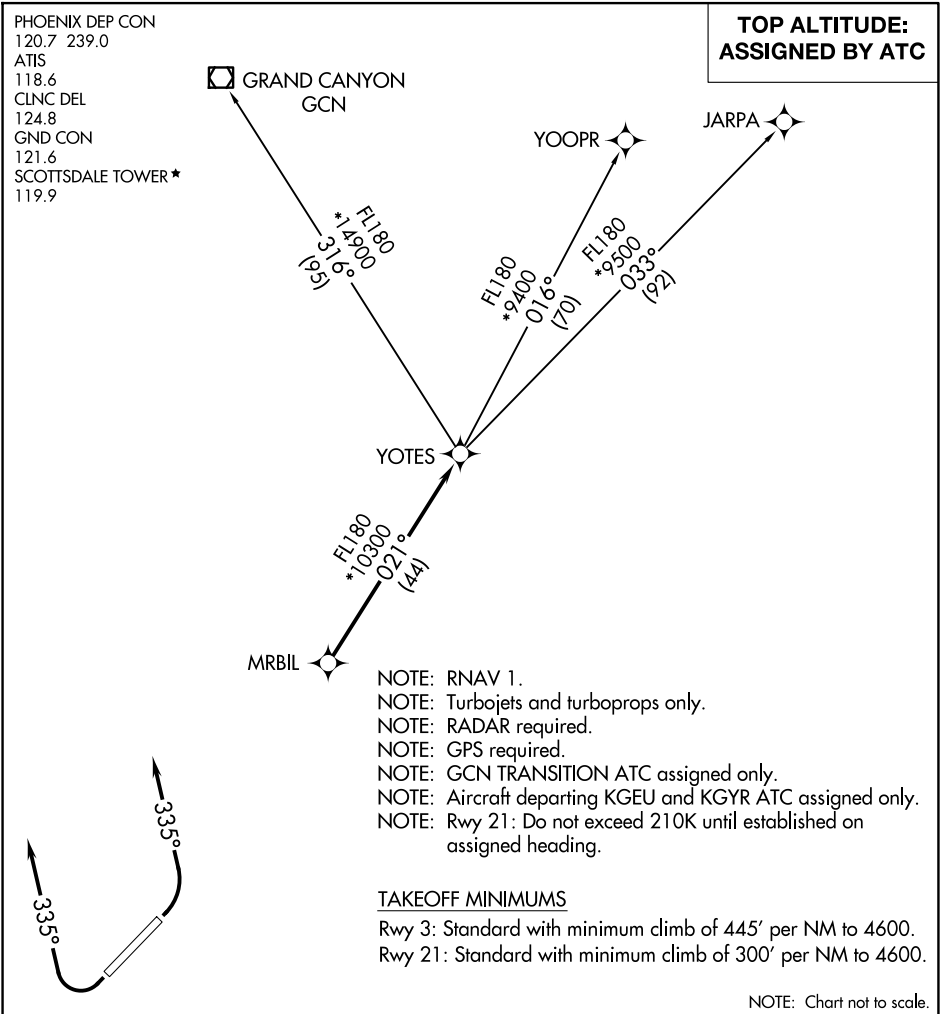 PHOENIX DEP CON
120.7 239.0
ATIS
118.6
CLNC DEL
124.8
GND CON
121.6
SCOTTSDALE TOWER★
119.9
TOP ALTITUDE:
ASSIGNED BY ATC
GRAND CANYON
GCN
YOOPR
JARPA
FL180
*14900
316°
(95)
FL180
*9400
016°
(70)
FL180
*9500
033°
(92)
YOTES
FL180
*10300
021°
(44)
MRBIL
NOTE: RNAV 1.
NOTE: Turbojets and turboprops only.
NOTE: RADAR required.
NOTE: GPS required.
NOTE: GCN TRANSITION ATC assigned only.
NOTE: Aircraft departing KGEU and KGYR ATC assigned only.
NOTE: Rwy 21: Do not exceed 210K until established on
assigned heading.
335°
335°
TAKEOFF MINIMUMS
Rwy 3: Standard with minimum climb of 445' per NM to 4600.
Rwy 21: Standard with minimum climb of 300' per NM to 4600.
NOTE: Chart not to scale.